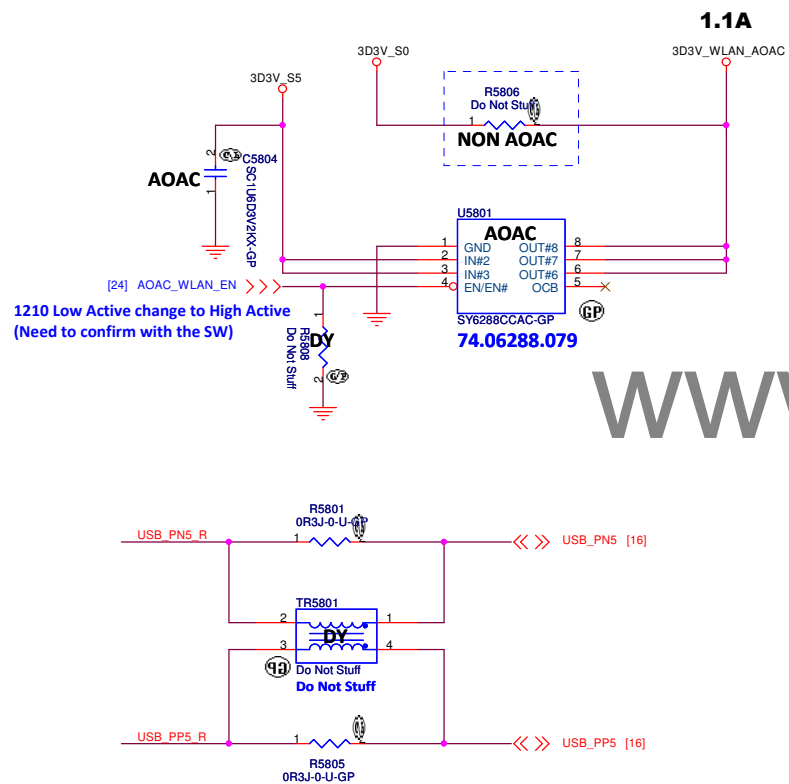 1.1A
3D3V_S0
3D3V_WLAN_AOAC
3D3V_S5
R5806
Do Not Stuff
1
2
NON AOAC
2
C5804
SC1U6D3V2KX-GP
AOAC
1
U5801
AOAC
1 GND OUT#8 8
2 IN#2 OUT#7 7
3 IN#3 OUT#6 6
4 EN/EN# OCB 5
[24] AOAC_WLAN_EN
GP
1210 Low Active change to High Active
(Need to confirm with the SW)
1
R5808
Do Not Stuff
DY
2
SY6288CCAC-GP
74.06288.079
WWW
R5801
0R3J-0-U-GP
USB_PN5_R
1
2
USB_PN5 [16]
TR5801
2
1
DY
3
4
GP
Do Not Stuff
Do Not Stuff
USB_PP5_R
1
2
USB_PP5 [16]
R5805
0R3J-0-U-GP